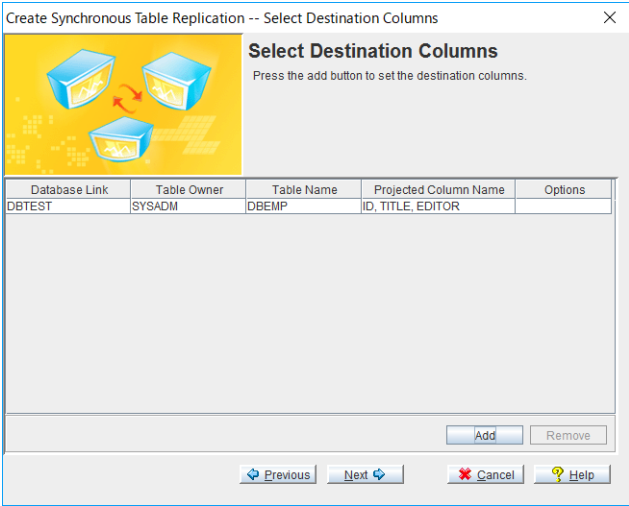 Create Synchronous Table Replication -- Select Destination Columns
Select Destination Columns
Press the add button to set the destination columns.
Database Link Table Owner Table Name Projected Column Name Options
DBTEST SYSADM DBEMP ID, TITLE, EDITOR
Add Remove
Previous Next Cancel Help